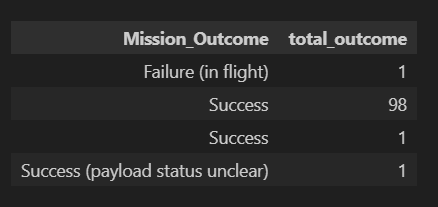 Mission_Outcome total_outcome
Failure (in flight) 1
Success 98
Success 1
Success (payload status unclear) 1